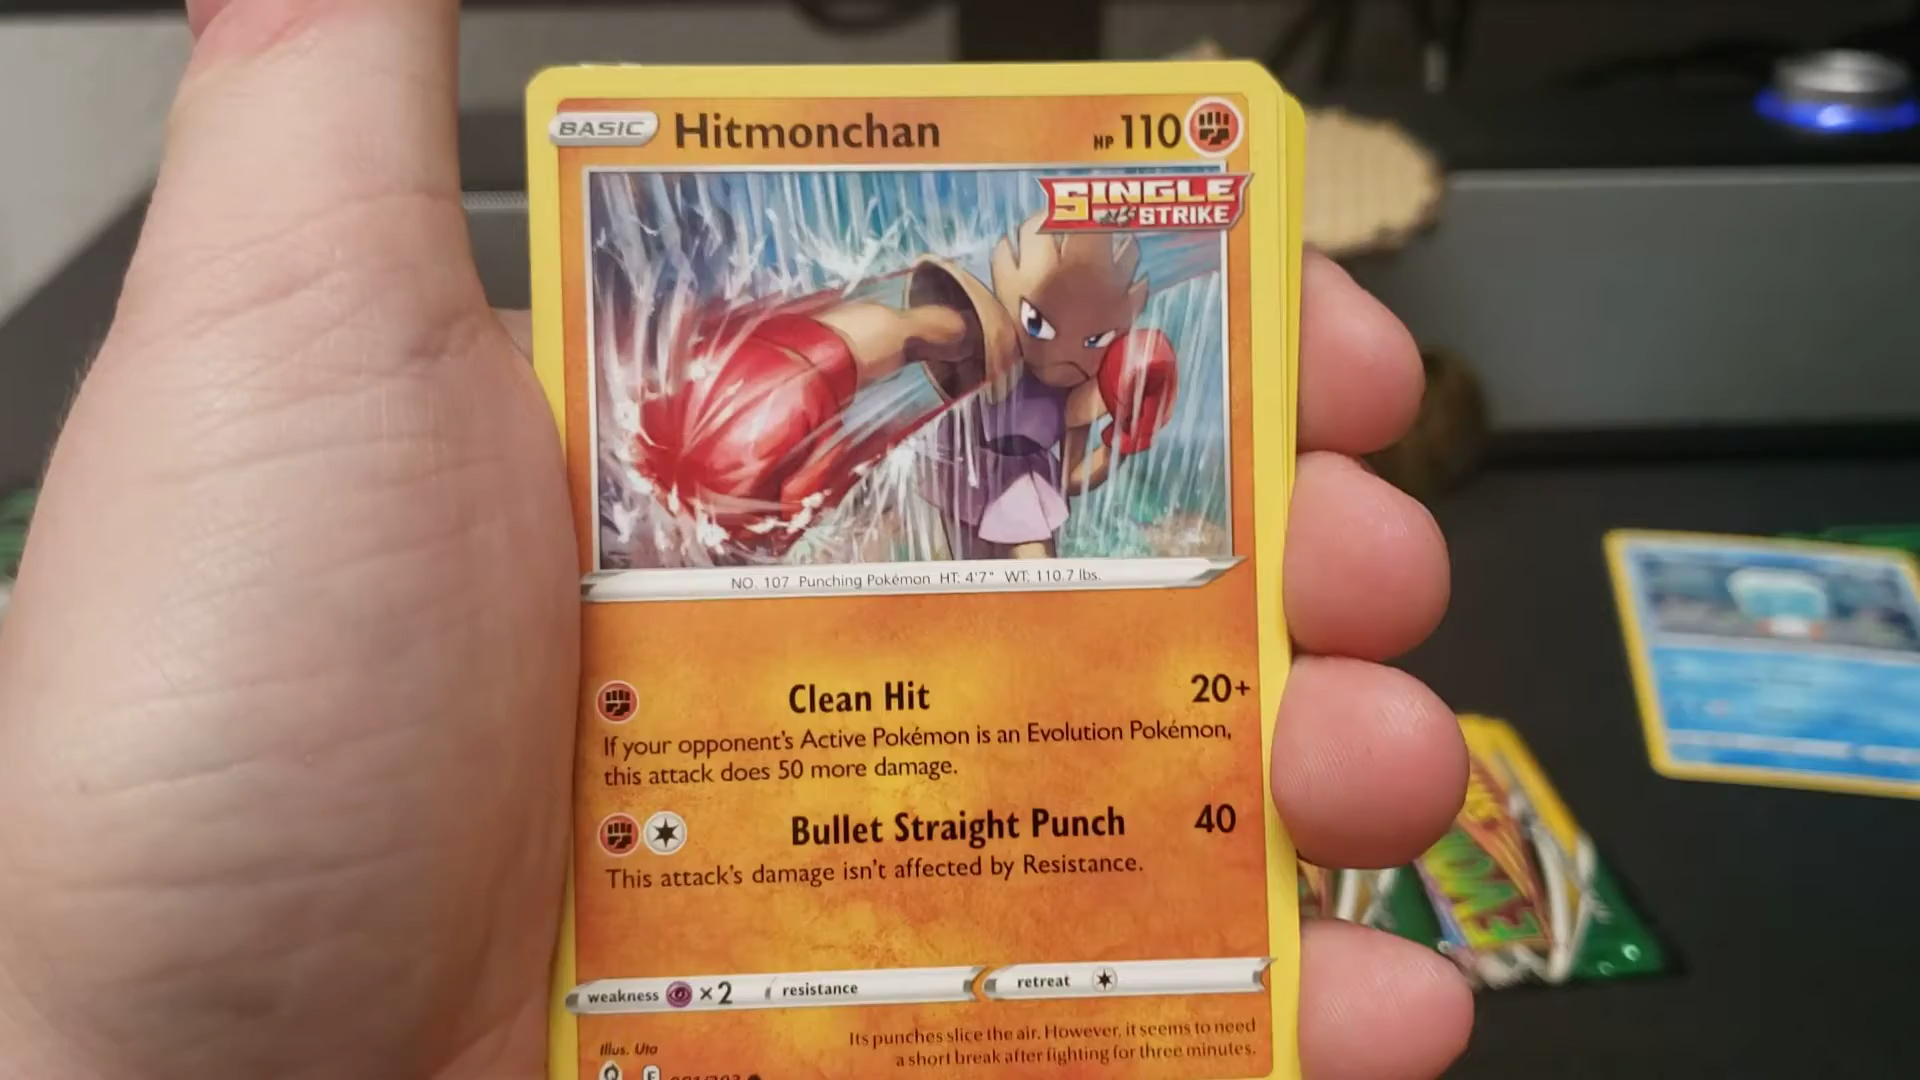 BASIC Hitmonchan HP 110
SINGLE
STRIKE
NO. 107 Punching Pokémon HT: 4'7" WT: 110.7 lbs.
Clean Hit 20+
If your opponent's Active Pokémon is an Evolution Pokémon,
this attack does 50 more damage.
Bullet Straight Punch 40
This attack's damage isn't affected by Resistance.
weakness ×2 resistance retreat
Its punches slice the air. However, it seems to need
a short break after fighting for three minutes.
Illus. Uta
E